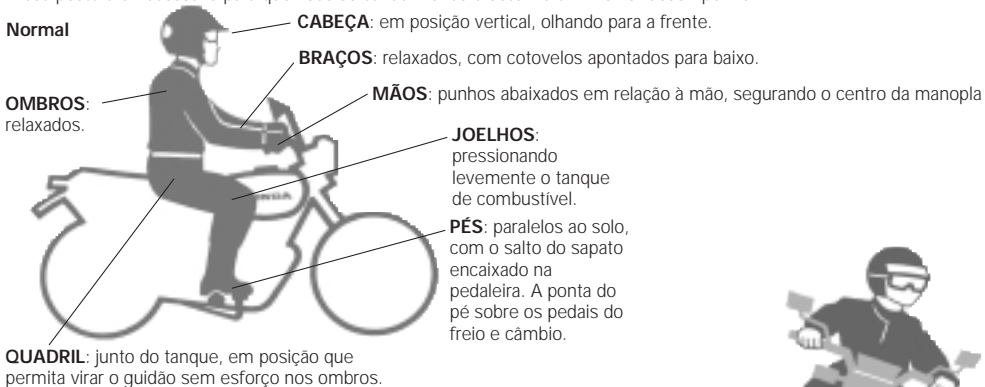 Normal
CABEÇA: em posição vertical, olhando para a frente.
BRAÇOS: relaxados, com cotovelos apontados para baixo.
MÃOS: punhos abaixados em relação à mão, segurando o centro da manopla
OMBROS:
relaxados.
JOELHOS:
pressionando
levemente o tanque
de combustível.
PÉS: paralelos ao solo,
com o salto do sapato
encaixado na
pedaleira. A ponta do
pé sobre os pedais do
freio e câmbio.
QUADRIL: junto do tanque, em posição que
permita virar o guidão sem esforço nos ombros.